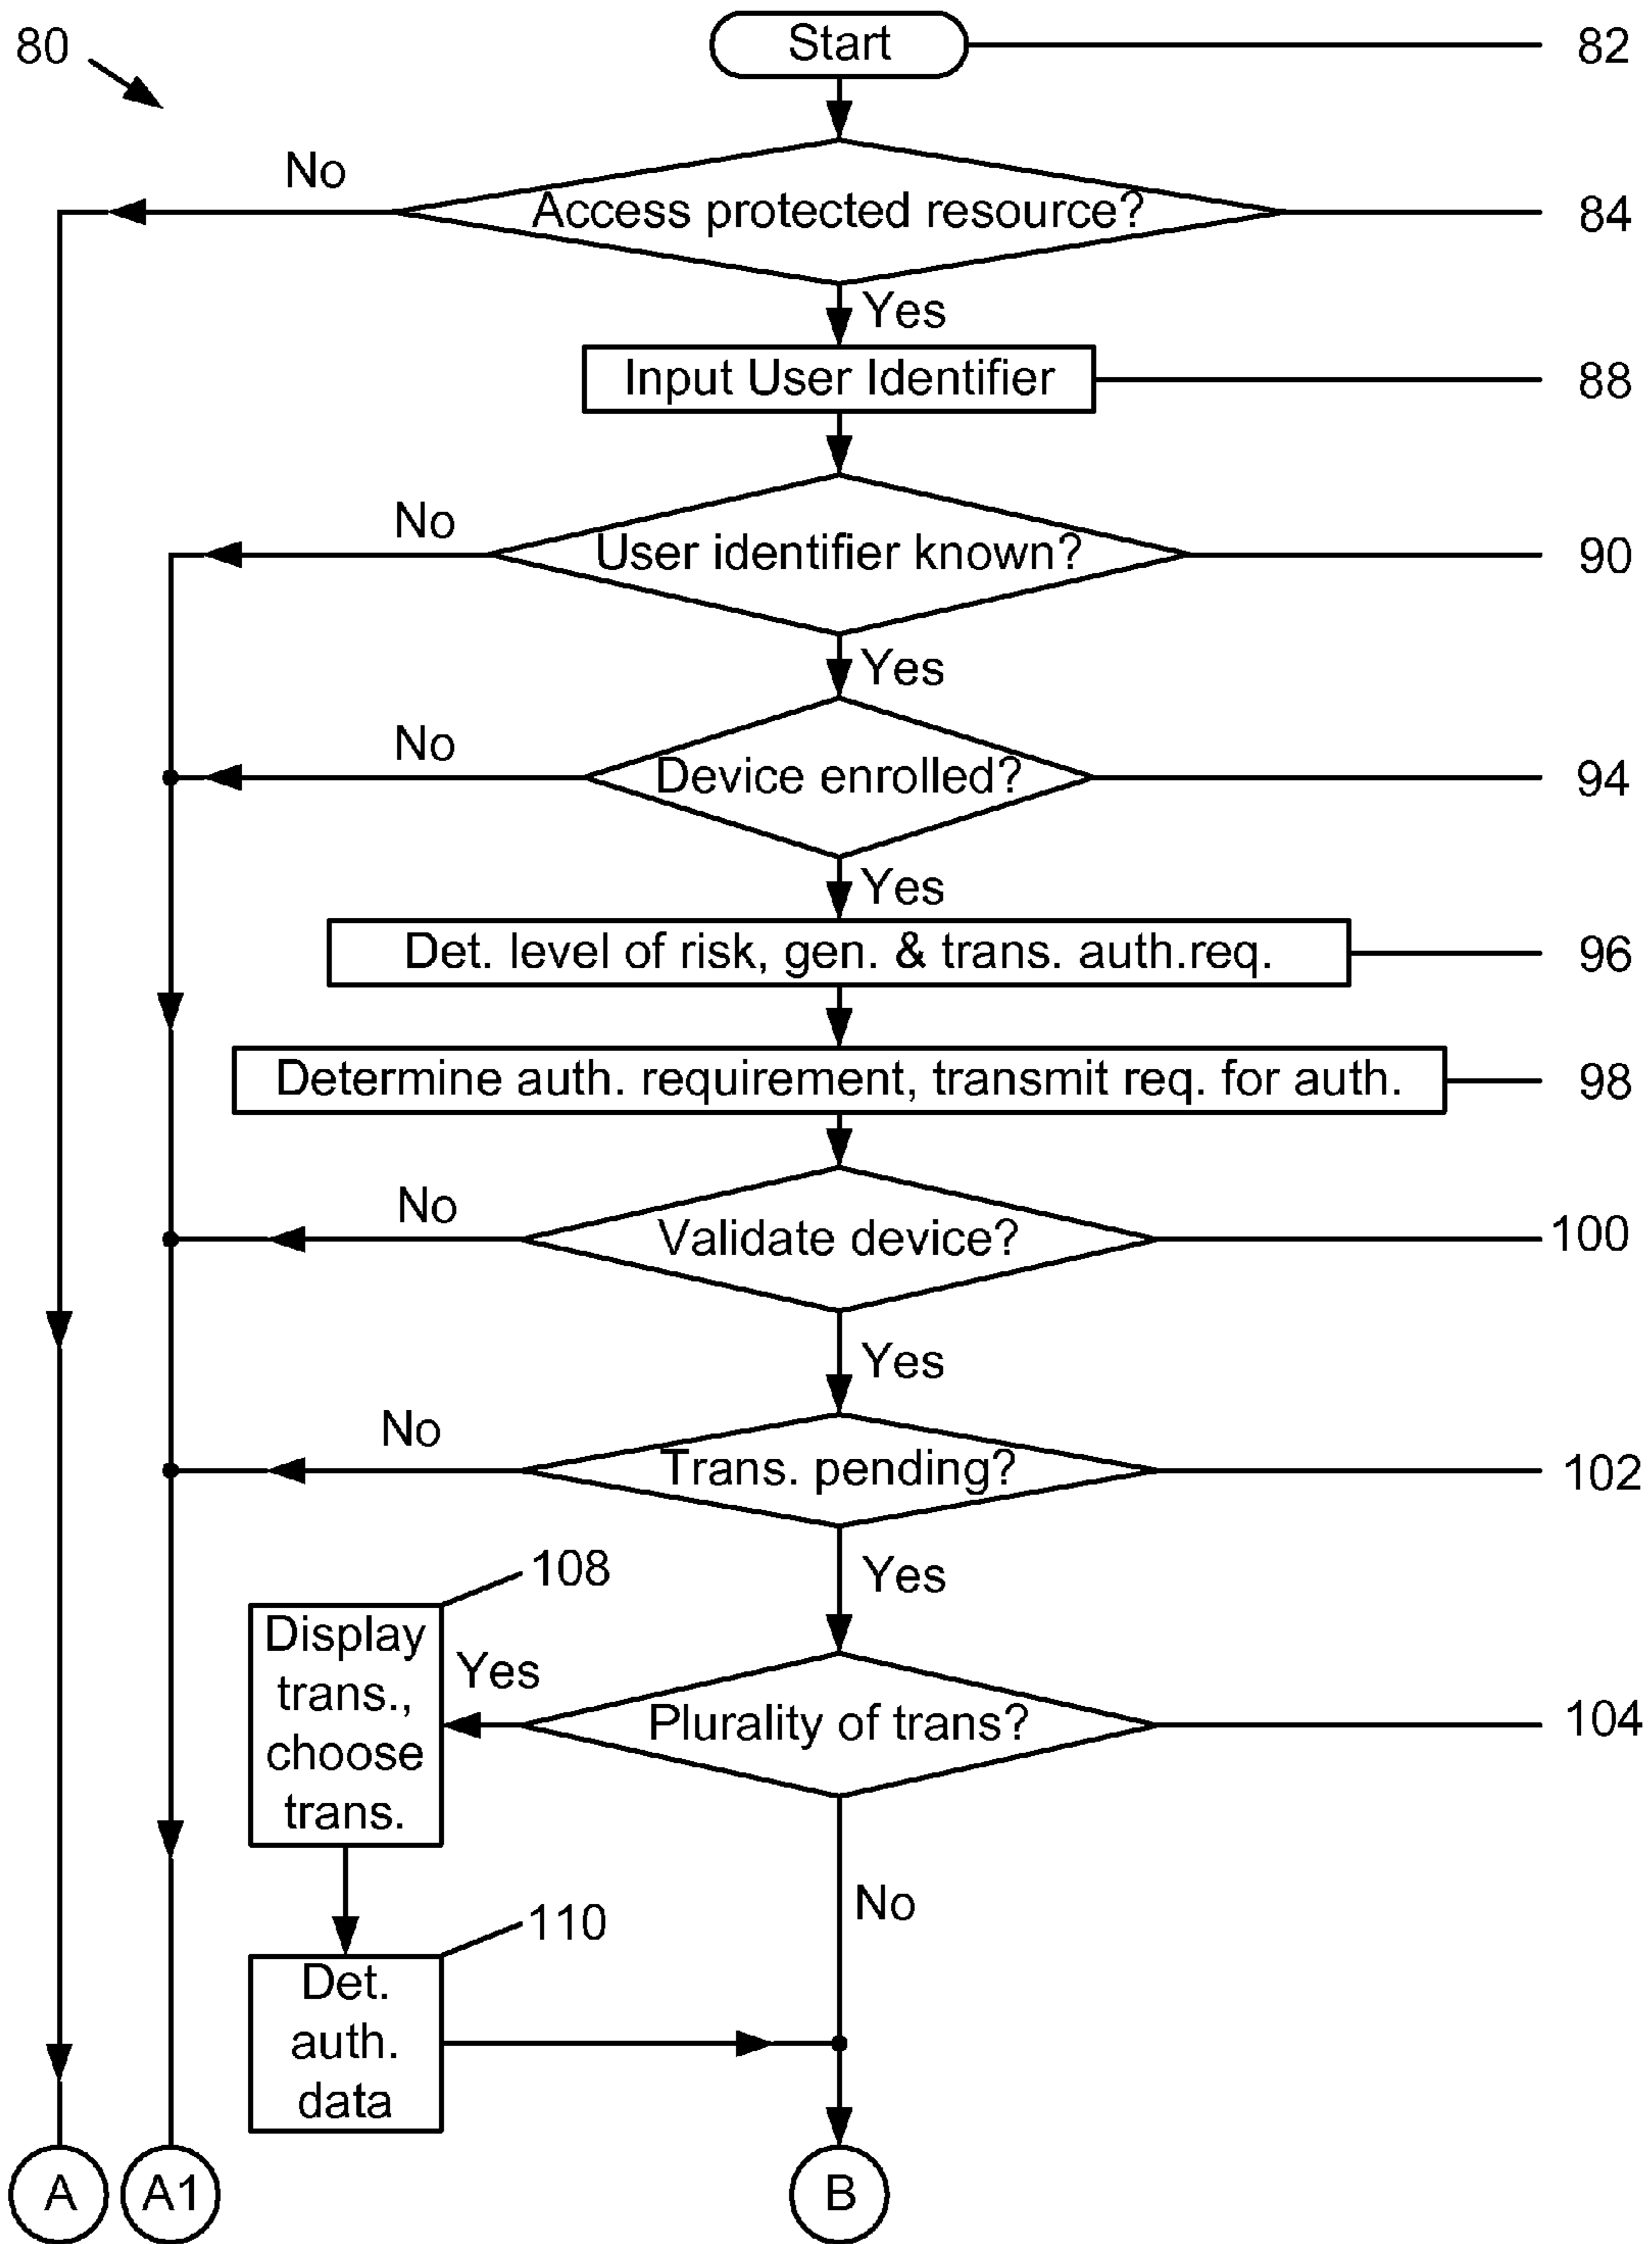 80
Start
82
No
Access protected resource?
84
Yes
Input User Identifier
88
No
User identifier known?
90
Yes
No
Device enrolled?
94
Yes
Det. level of risk, gen. & trans. auth.req.
96
Determine auth. requirement, transmit req. for auth.
98
No
Validate device?
100
Yes
No
Trans. pending?
102
Yes
108
Display
trans.,
choose
trans.
Yes
Plurality of trans?
104
No
110
Det.
auth.
data
A
A1
B